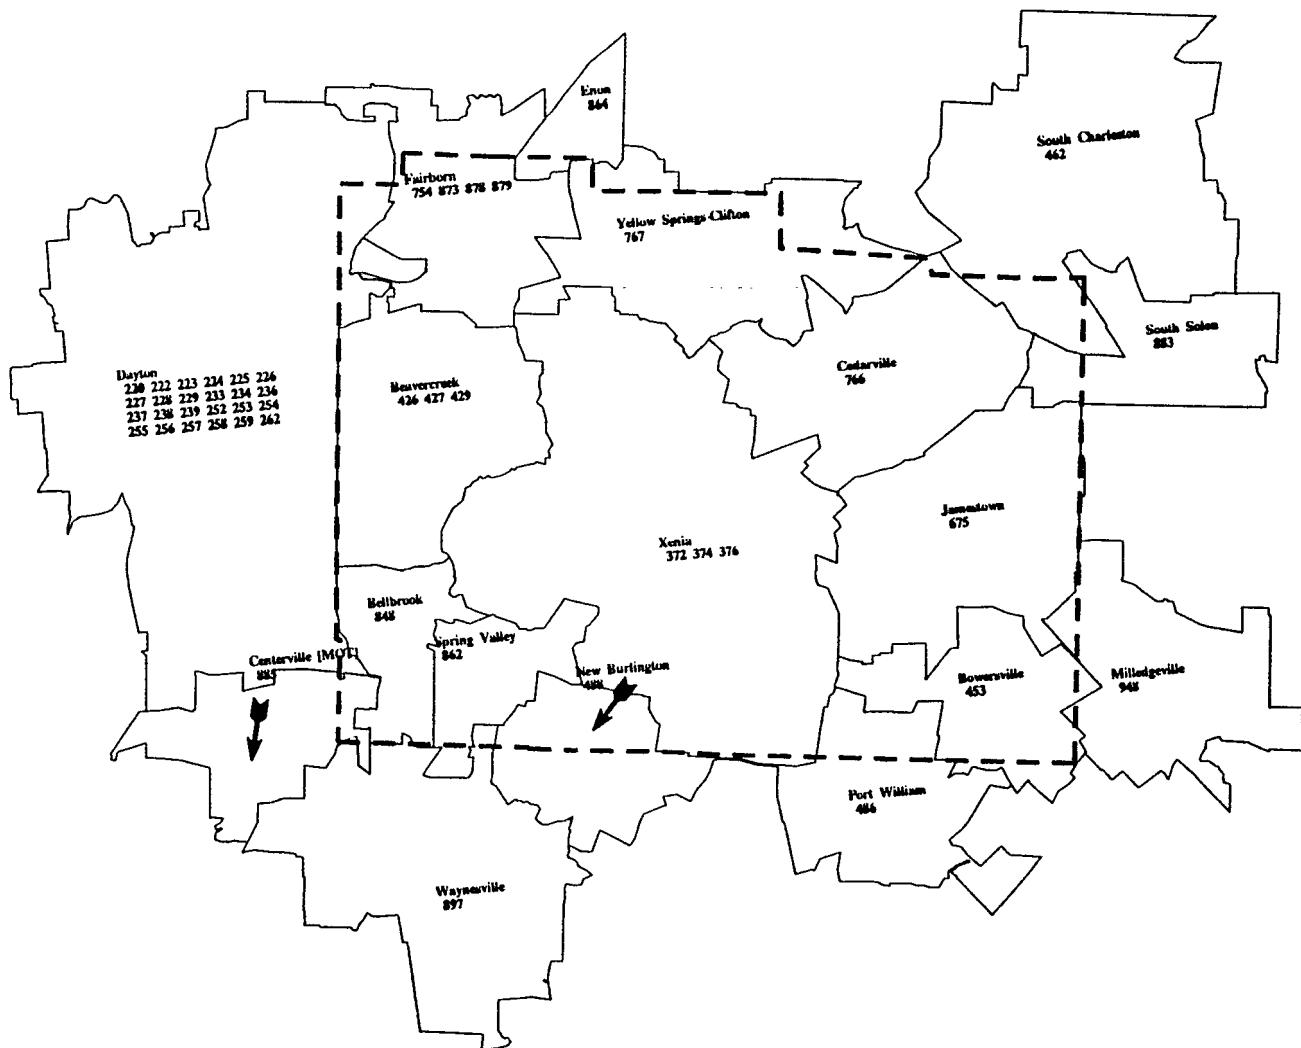 Enon
864
South Charleston
462
Fairborn
754 873 878 879
Yellow Springs-Clifton
767
South Solon
883
Dayton
220 222 223 224 225 226
227 228 229 233 234 236
237 238 239 252 253 254
255 256 257 258 259 262
Beavercreek
426 427 429
Cedarville
766
Jamestown
675
Xenia
372 374 376
Bellbrook
848
Spring Valley
862
Centerville [MOT]
885
New Burlington
488
Bowersville
453
Milledgeville
948
Port William
486
Waynesville
897